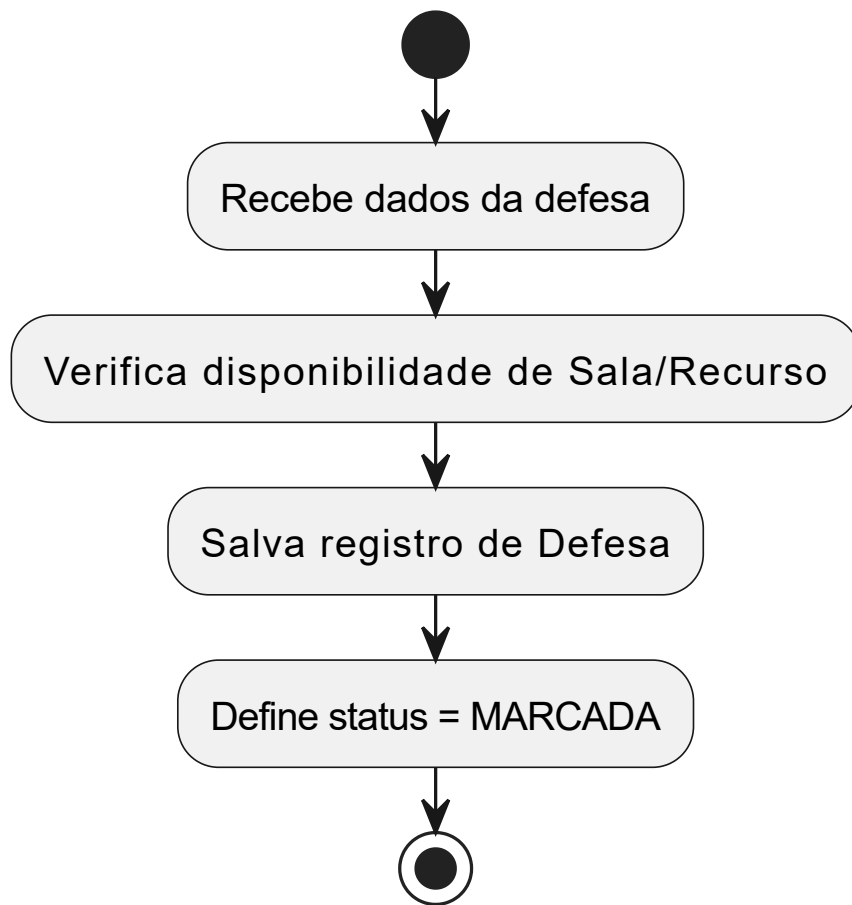 Recebe dados da defesa
Verifica disponibilidade de Sala/Recurso
Salva registro de Defesa
Define status = MARCADA